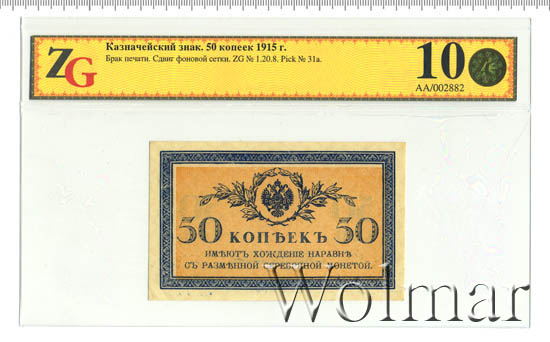 ZG
Казначейский знак. 50 копеек 1915 г.
Брак печати. Сдвиг фоновой сетки. ZG № 1.20.8. Pick № 31a.
10
AA/002882
50 КОПѢЕКЪ 50
ИМѢЮТЪ ХОЖДЕНІЕ НАРАВНѢ
СЪ РАЗМѢННОЙ СЕРЕБРЯНОЙ МОНЕТОЙ.
Wolmar